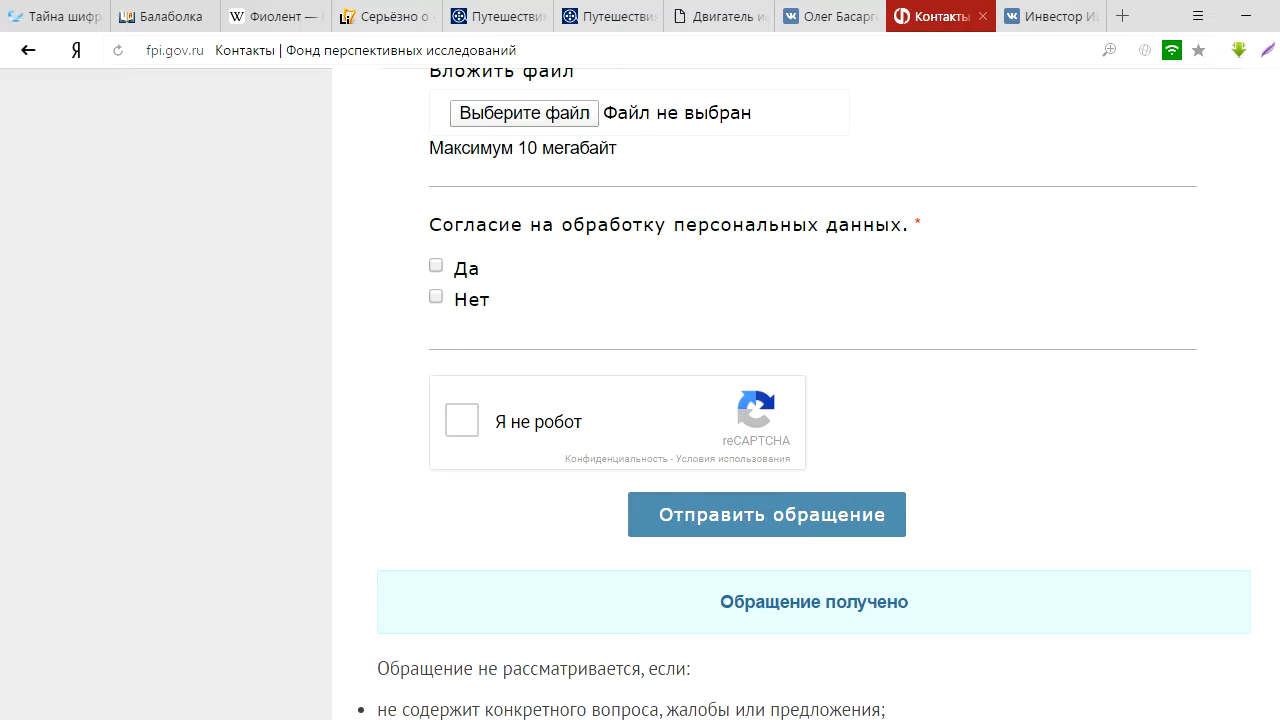 Тайна шифр
Балаболка
Фиолент —
Серьёзно о
Путешествия
Путешествия
Двигатель и
Олег Басарг
Контакты
Инвестор И
fpi.gov.ru Контакты | Фонд перспективных исследований
Вложить файл
Выберите файл Файл не выбран
Максимум 10 мегабайт
Согласие на обработку персональных данных. *
Да
Нет
Я не робот
reCAPTCHA
Конфиденциальность - Условия использования
Отправить обращение
Обращение получено
Обращение не рассматривается, если:
• не содержит конкретного вопроса, жалобы или предложения;